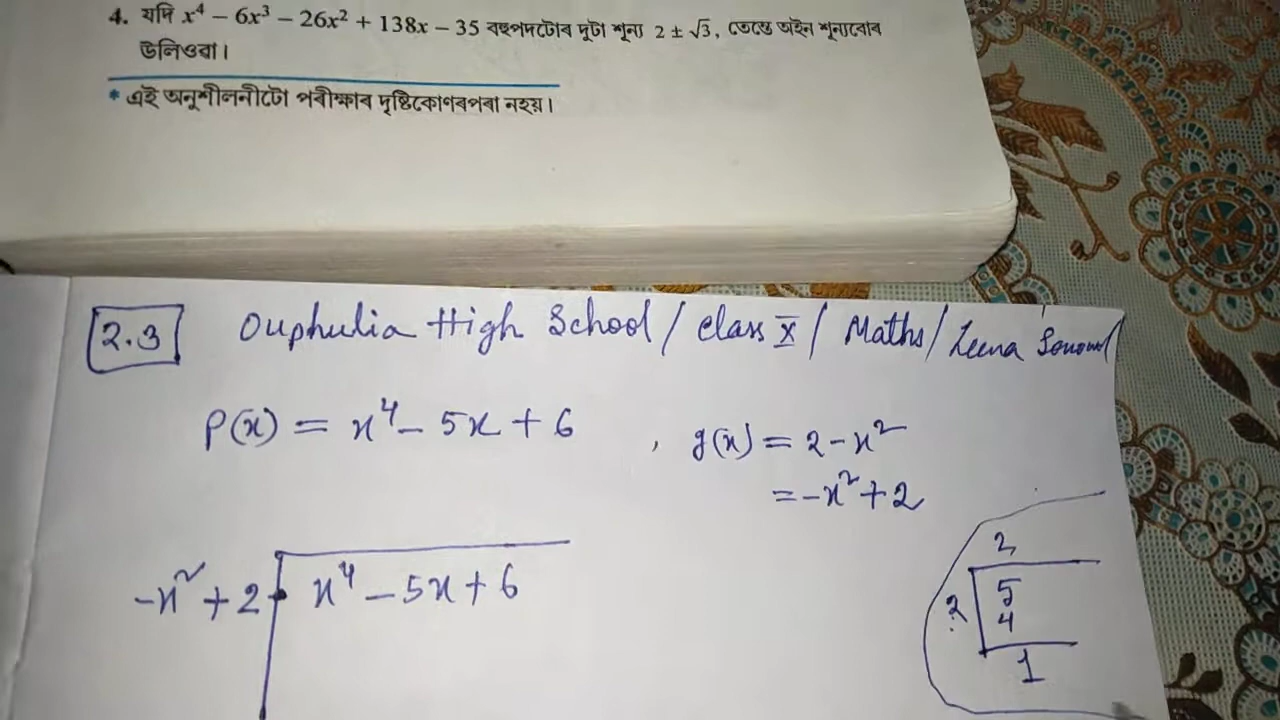 4. যদি x⁴ − 6x³ − 26x² + 138x − 35 বহুপদটোৰ দুটা শূন্য 2 ± √3, তেন্তে আইন শূন্যবোৰ
উলিওৱা।
* এই অনুশীলনীটো পৰীক্ষাৰ দৃষ্টিকোণৰপৰা নহয়।
2.3 Ouphulia High School / Class X / Maths / Leena Sonowal
P(x) = x⁴ − 5x + 6 , g(x) = 2 − x²
= −x² + 2
−x² + 2 x⁴ − 5x + 6
2
2 5
4
1